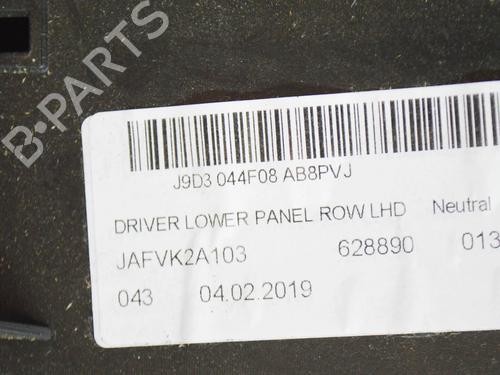 B-PARTS
J9D3 044F08 AB8PVJ
DRIVER LOWER PANEL ROW LHD Neutral
JAFVK2A103 628890 013
043 04.02.2019